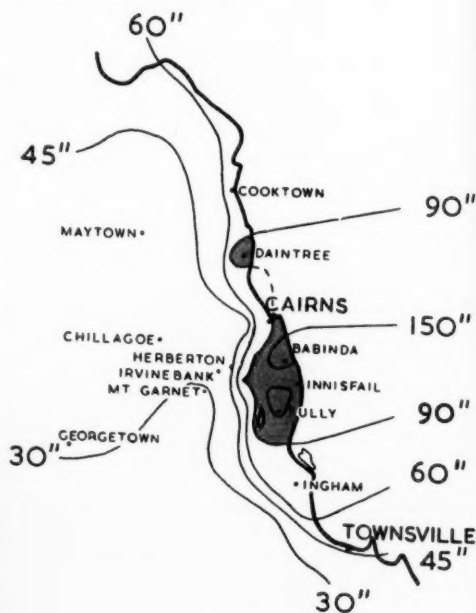 60"
45"
COOKTOWN
90"
MAYTOWN
DAINTREE
CAIRNS
150"
CHILLAGOE
BABINDA
HERBERTON
IRVINEBANK
INNISFAIL
MT GARNET
ULLY
90"
GEORGETOWN
30"
60"
INGHAM
TOWNSVILLE
45"
30"